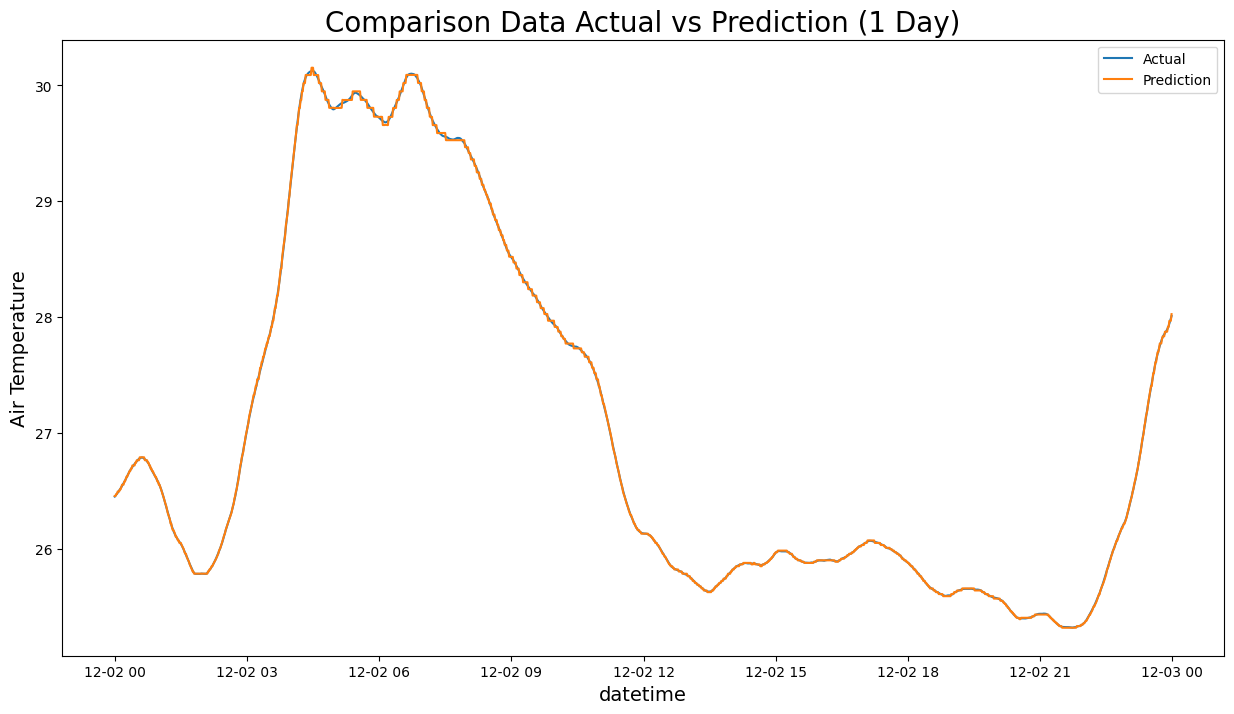 Comparison Data Actual vs Prediction (1 Day)
Actual
Prediction
Air Temperature
30
29
28
27
26
12-02 00
12-02 03
12-02 06
12-02 09
12-02 12
12-02 15
12-02 18
12-02 21
12-03 00
datetime